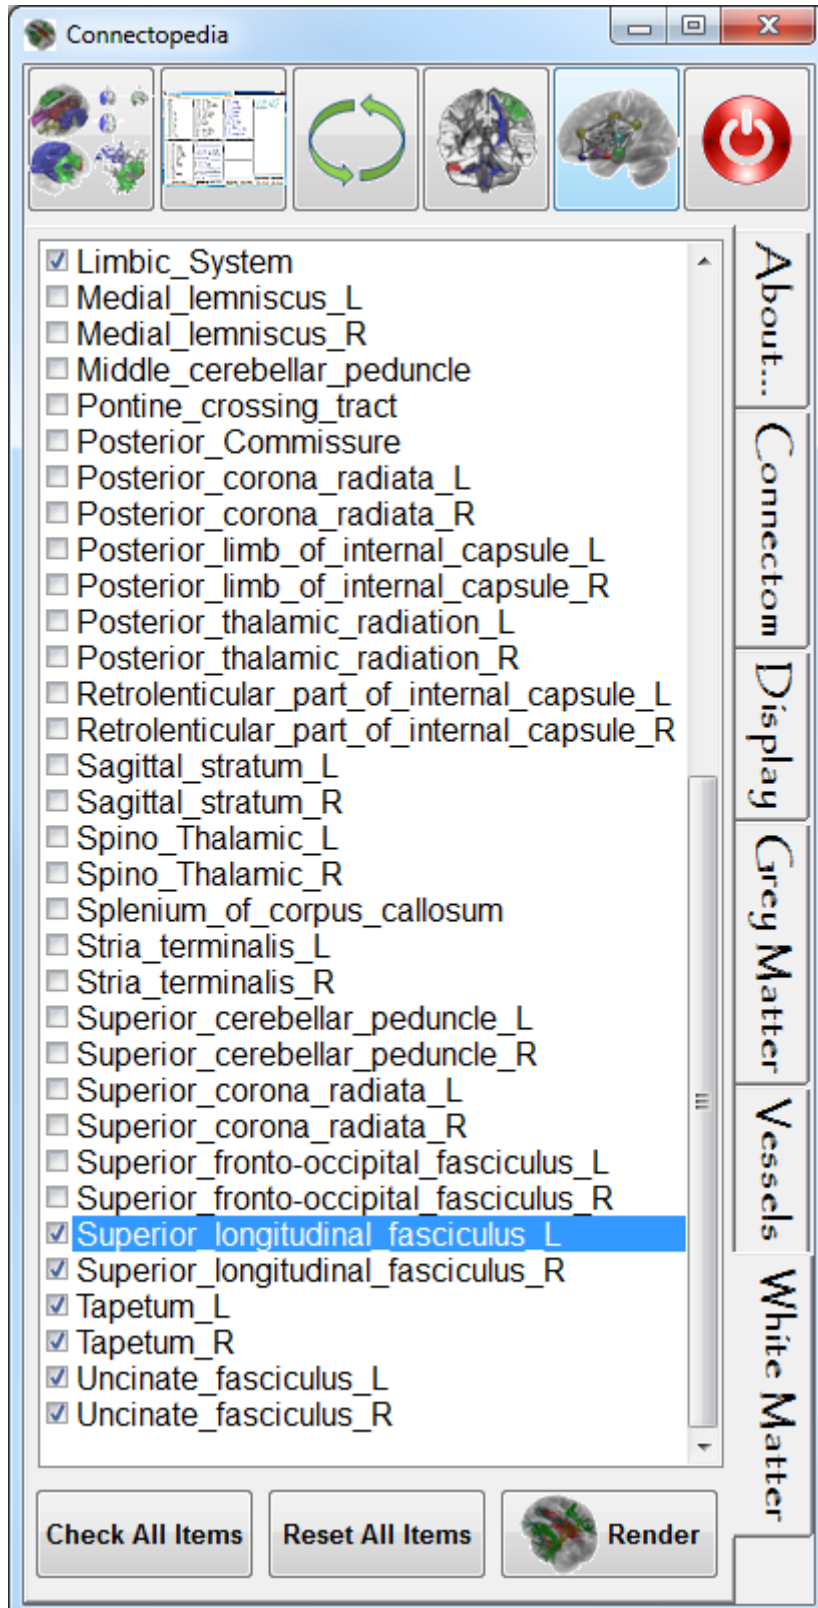 Connectopedia
Limbic_System
Medial_lemniscus_L
Medial_lemniscus_R
Middle_cerebellar_peduncle
Pontine_crossing_tract
Posterior_Commissure
Posterior_corona_radiata_L
Posterior_corona_radiata_R
Posterior_limb_of_internal_capsule_L
Posterior_limb_of_internal_capsule_R
Posterior_thalamic_radiation_L
Posterior_thalamic_radiation_R
Retrolenticular_part_of_internal_capsule_L
Retrolenticular_part_of_internal_capsule_R
Sagittal_stratum_L
Sagittal_stratum_R
Spino_Thalamic_L
Spino_Thalamic_R
Splenium_of_corpus_callosum
Stria_terminalis_L
Stria_terminalis_R
Superior_cerebellar_peduncle_L
Superior_cerebellar_peduncle_R
Superior_corona_radiata_L
Superior_corona_radiata_R
Superior_fronto-occipital_fasciculus_L
Superior_fronto-occipital_fasciculus_R
Superior_longitudinal_fasciculus_L
Superior_longitudinal_fasciculus_R
Tapetum_L
Tapetum_R
Uncinate_fasciculus_L
Uncinate_fasciculus_R
About...
Connectom
Display
Grey Matter
Vessels
White Matter
Check All Items
Reset All Items
Render